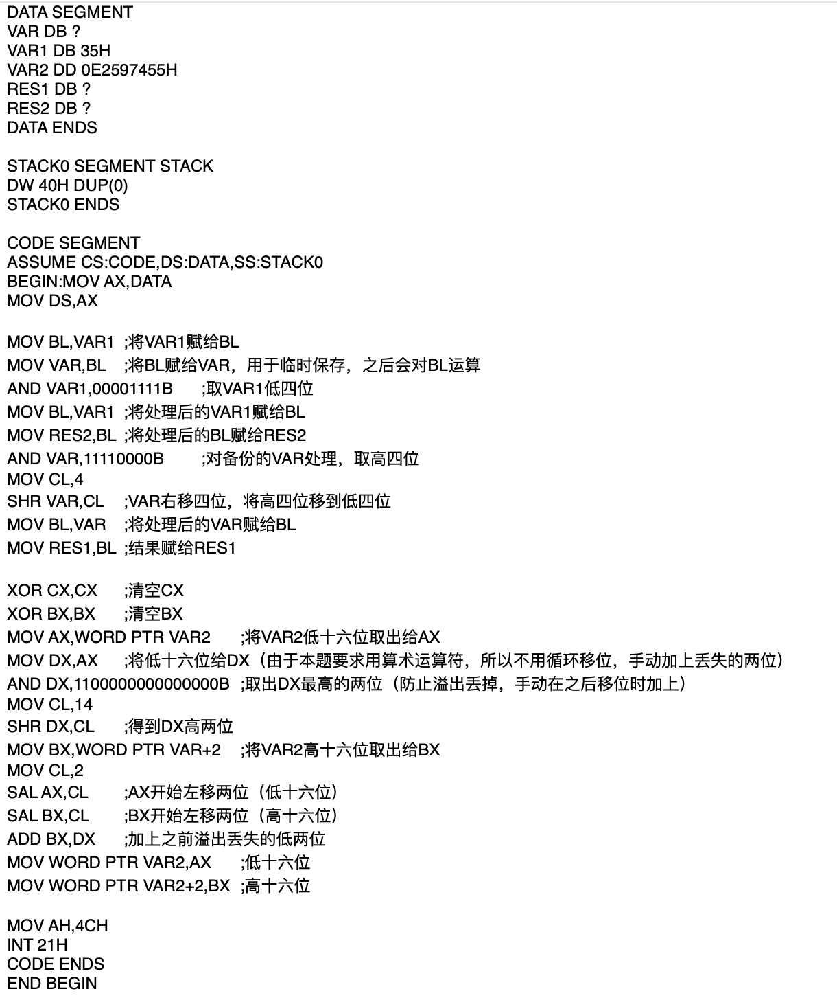 DATA SEGMENT
VAR DB ?
VAR1 DB 35H
VAR2 DD 0E2597455H
RES1 DB ?
RES2 DB ?
DATA ENDS
STACK0 SEGMENT STACK
DW 40H DUP(0)
STACK0 ENDS
CODE SEGMENT
ASSUME CS:CODE,DS:DATA,SS:STACK0
BEGIN:MOV AX,DATA
MOV DS,AX
MOV BL,VAR1 ;将VAR1赋给BL
MOV VAR,BL ;将BL赋给VAR，用于临时保存，之后会对BL运算
AND VAR1,00001111B ;取VAR1低四位
MOV BL,VAR1 ;将处理后的VAR1赋给BL
MOV RES2,BL ;将处理后的BL赋给RES2
AND VAR,11110000B ;对备份的VAR处理，取高四位
MOV CL,4
SHR VAR,CL ;VAR右移四位，将高四位移到低四位
MOV BL,VAR ;将处理后的VAR赋给BL
MOV RES1,BL ;结果赋给RES1
XOR CX,CX ;清空CX
XOR BX,BX ;清空BX
MOV AX,WORD PTR VAR2 ;将VAR2低十六位取出给AX
MOV DX,AX ;将低十六位给DX（由于本题要求用算术运算符，所以不用循环移位，手动加上丢失的两位）
AND DX,1100000000000000B ;取出DX最高的两位（防止溢出丢掉，手动在之后移位时加上）
MOV CL,14
SHR DX,CL ;得到DX高两位
MOV BX,WORD PTR VAR+2 ;将VAR2高十六位取出给BX
MOV CL,2
SAL AX,CL ;AX开始左移两位（低十六位）
SAL BX,CL ;BX开始左移两位（高十六位）
ADD BX,DX ;加上之前溢出丢失的低两位
MOV WORD PTR VAR2,AX ;低十六位
MOV WORD PTR VAR2+2,BX ;高十六位
MOV AH,4CH
INT 21H
CODE ENDS
END BEGIN